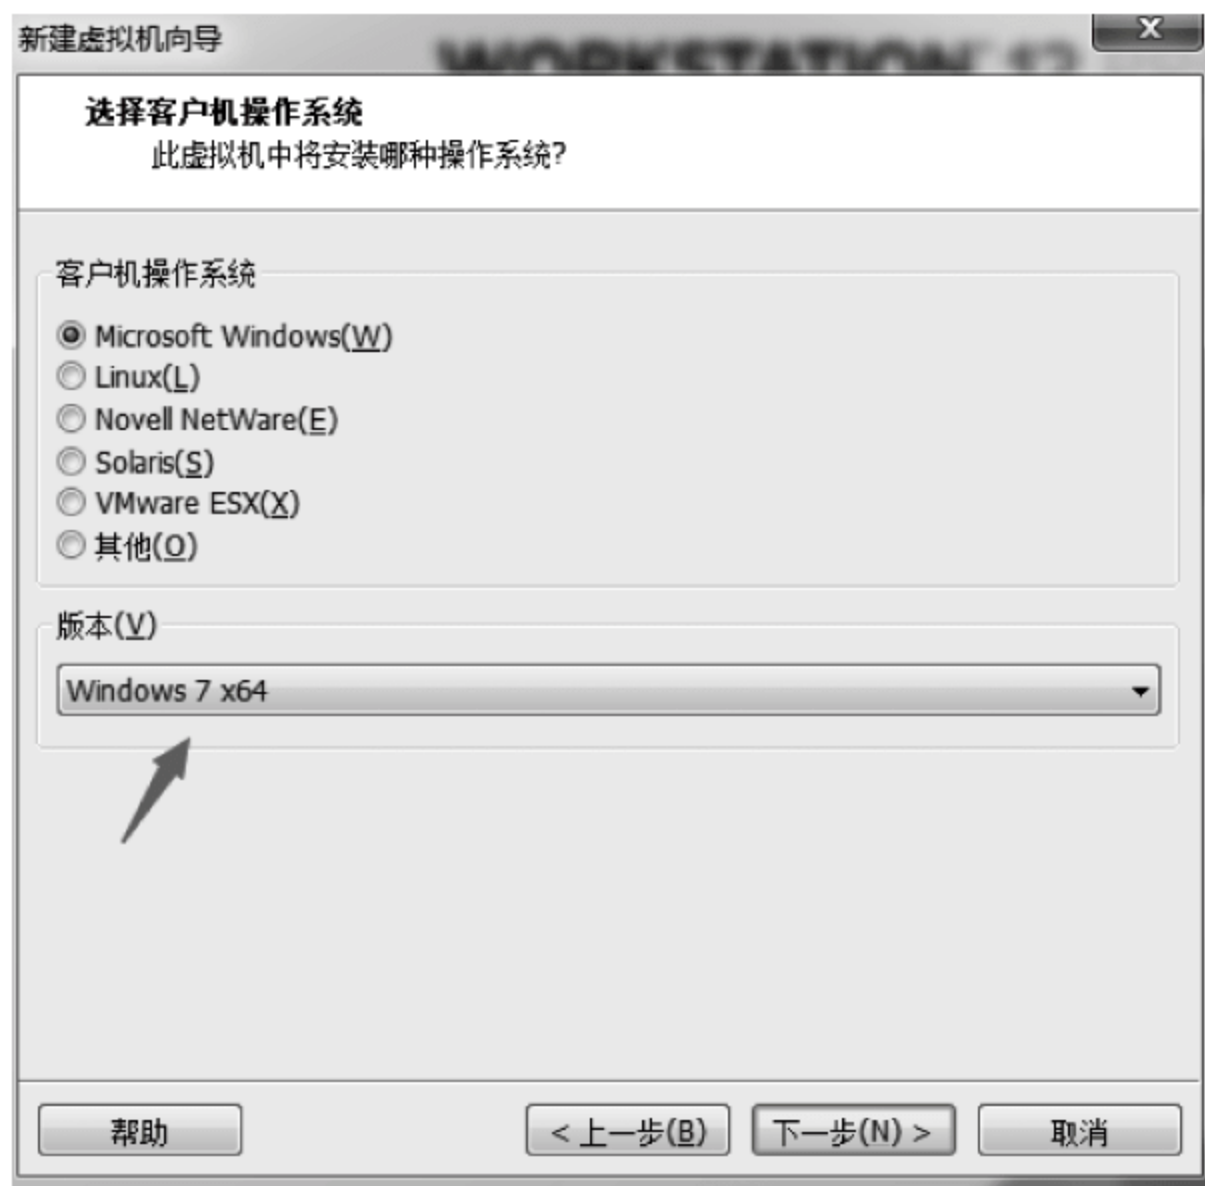 新建虚拟机向导
WORKSTATION 12
X
选择客户机操作系统
此虚拟机中将安装哪种操作系统?
客户机操作系统
Microsoft Windows(W)
Linux(L)
Novell NetWare(E)
Solaris(S)
VMware ESX(X)
其他(O)
版本(V)
Windows 7 x64
帮助
< 上一步(B)
下一步(N) >
取消